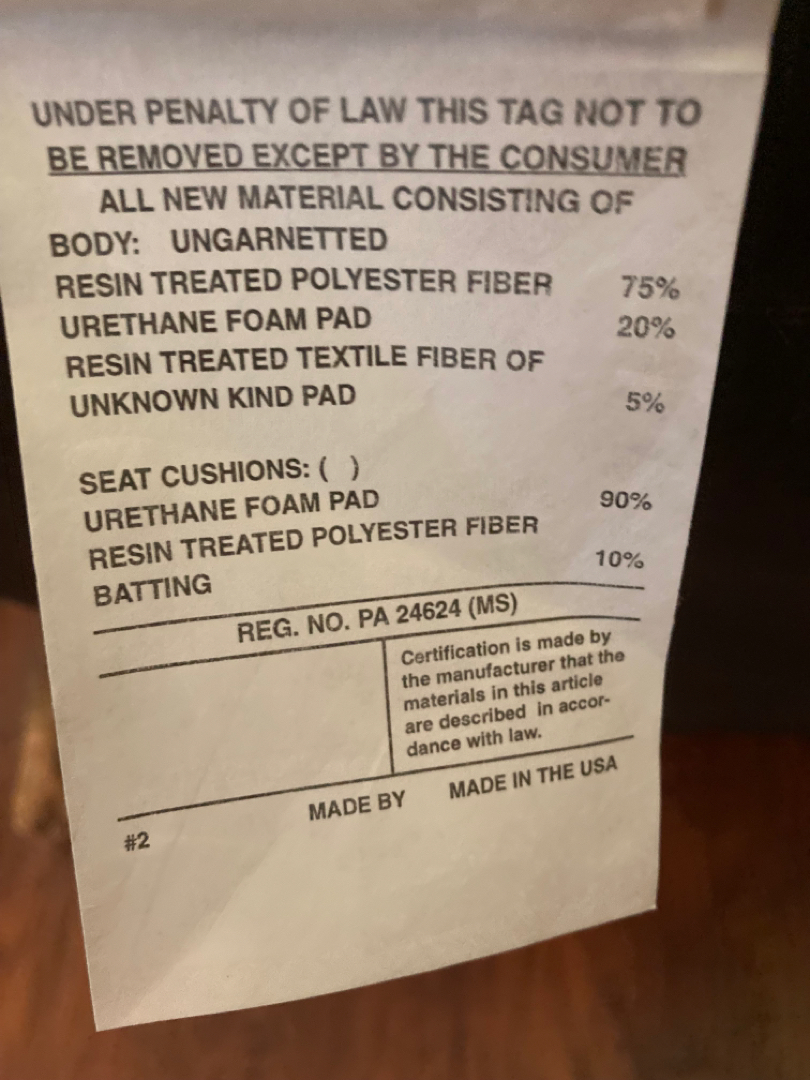 UNDER PENALTY OF LAW THIS TAG NOT TO
BE REMOVED EXCEPT BY THE CONSUMER
ALL NEW MATERIAL CONSISTING OF
BODY: UNGARNETTED
RESIN TREATED POLYESTER FIBER 75%
URETHANE FOAM PAD 20%
RESIN TREATED TEXTILE FIBER OF
UNKNOWN KIND PAD 5%
SEAT CUSHIONS: ( )
URETHANE FOAM PAD 90%
RESIN TREATED POLYESTER FIBER
BATTING 10%
REG. NO. PA 24624 (MS)
Certification is made by
the manufacturer that the
materials in this article
are described in accor-
dance with law.
MADE BY MADE IN THE USA
#2